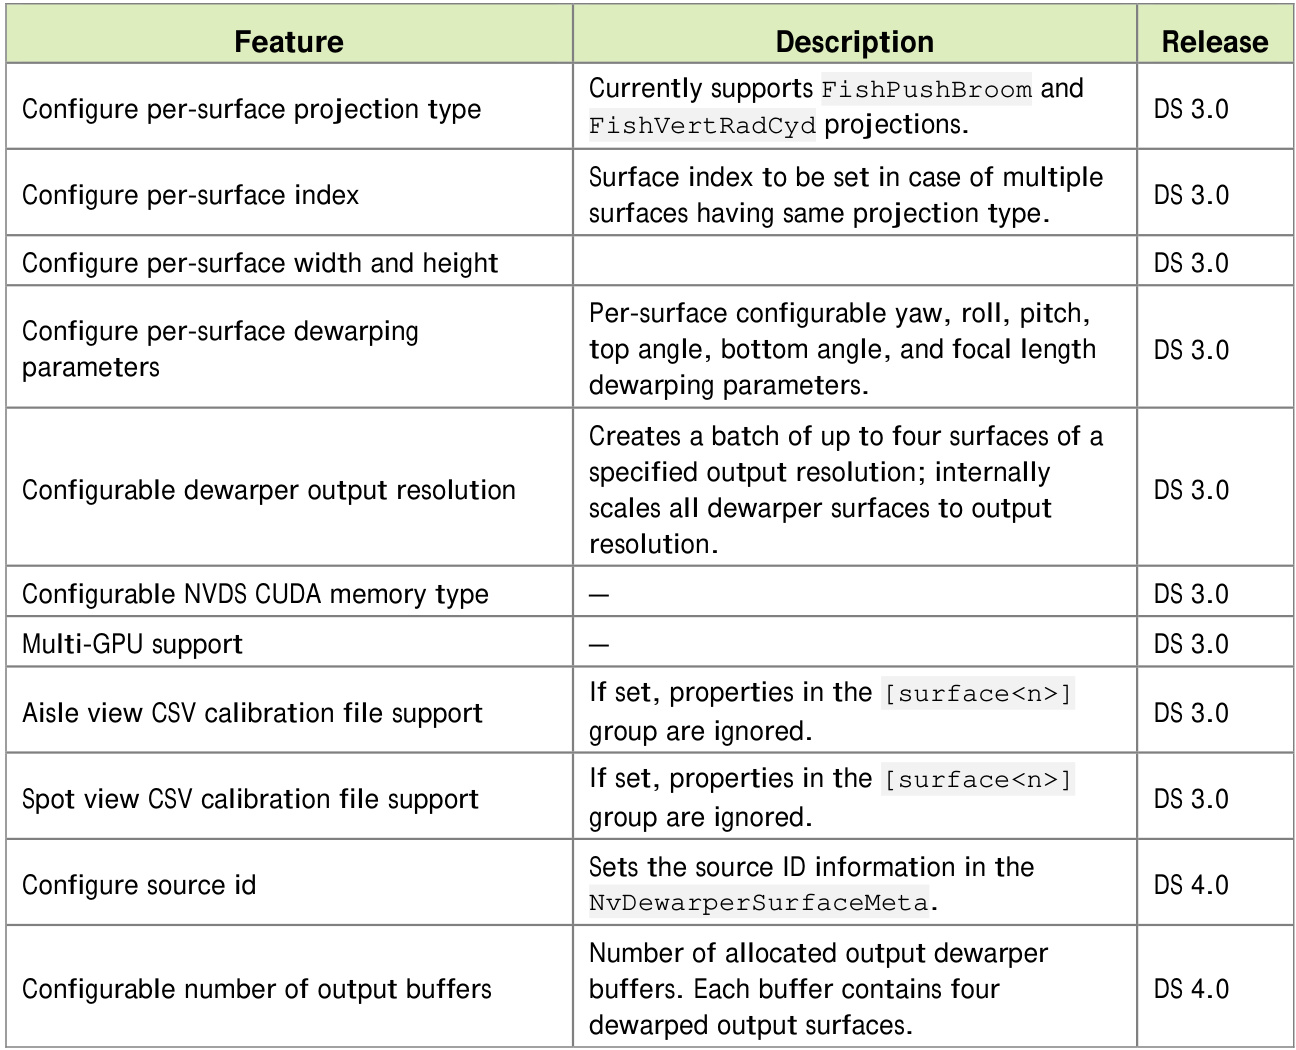 Feature Description Release
Configure per-surface projection type
Currently supports FishPushBroom and
FishVertRadCyd projections.
DS 3.0
Configure per-surface index
Surface index to be set in case of multiple
surfaces having same projection type.
DS 3.0
Configure per-surface width and height
DS 3.0
Configure per-surface dewarping
parameters
Per-surface configurable yaw, roll, pitch,
top angle, bottom angle, and focal length
dewarping parameters.
DS 3.0
Configurable dewarper output resolution
Creates a batch of up to four surfaces of a
specified output resolution; internally
scales all dewarper surfaces to output
resolution.
DS 3.0
Configurable NVDS CUDA memory type
—
DS 3.0
Multi-GPU support
—
DS 3.0
Aisle view CSV calibration file support
If set, properties in the [surface<n>]
group are ignored.
DS 3.0
Spot view CSV calibration file support
If set, properties in the [surface<n>]
group are ignored.
DS 3.0
Configure source id
Sets the source ID information in the
NvDewarperSurfaceMeta.
DS 4.0
Configurable number of output buffers
Number of allocated output dewarper
buffers. Each buffer contains four
dewarped output surfaces.
DS 4.0